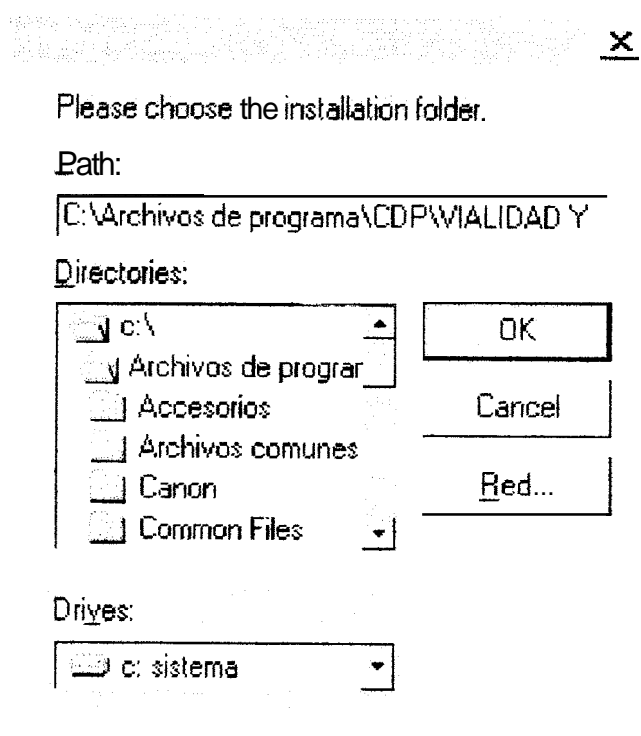 Please choose the installation folder.
Path:
C:\Archivos de programa\CDP\VIALIDAD Y
Directories:
c:\
Archivos de prograr
Accesorios
Archivos comunes
Canon
Common Files
OK
Cancel
Red...
Drives:
c: sistema